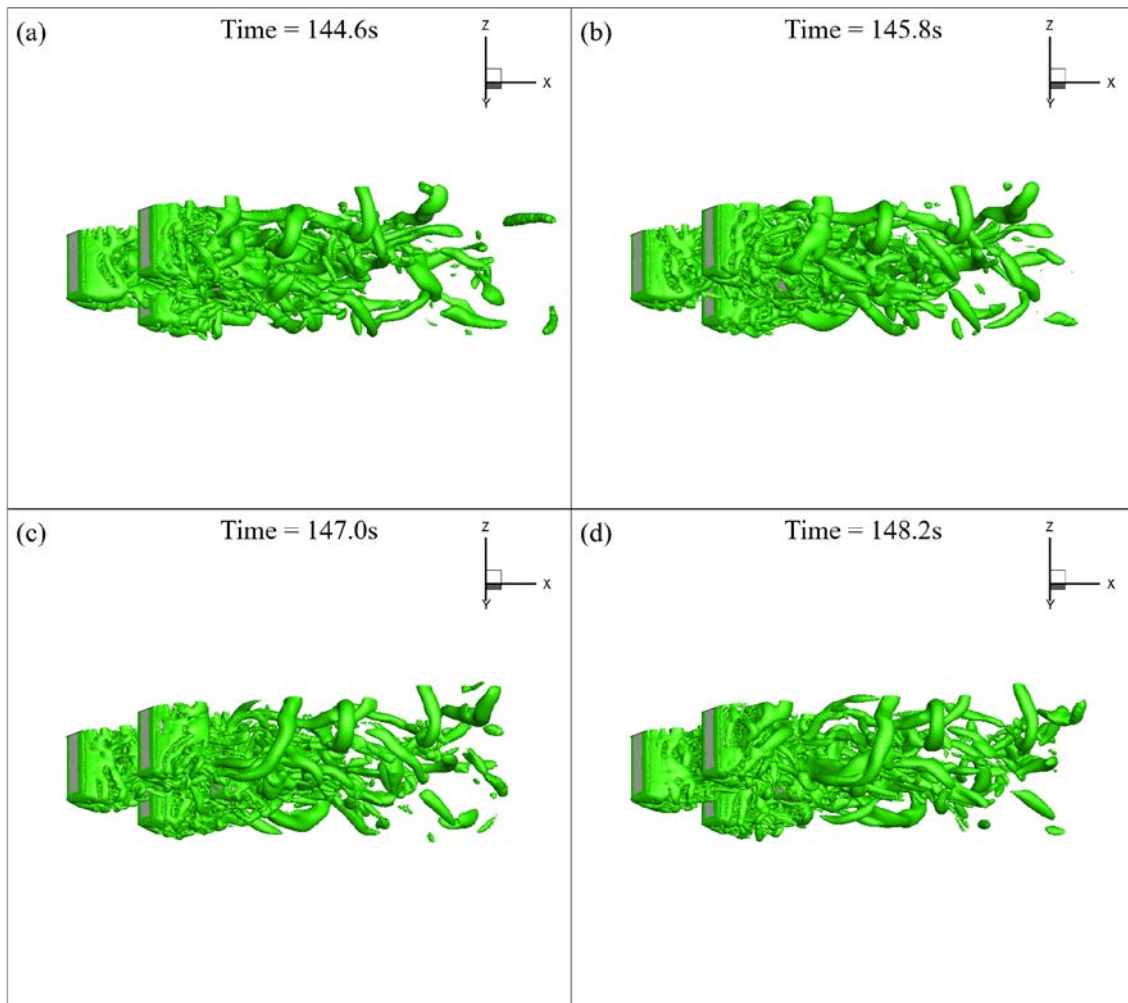 (a)
Time = 144.6s
Z
X
Y
(b)
Time = 145.8s
Z
X
Y
(c)
Time = 147.0s
Z
X
Y
(d)
Time = 148.2s
Z
X
Y